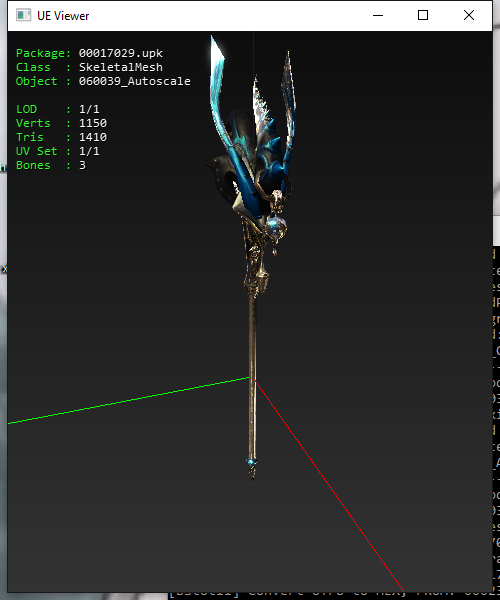 UE Viewer
Package: 00017029.upk
Class : SkeletalMesh
Object : 060039_Autoscale
LOD : 1/1
Verts : 1150
Tris : 1410
UV Set : 1/1
Bones : 3